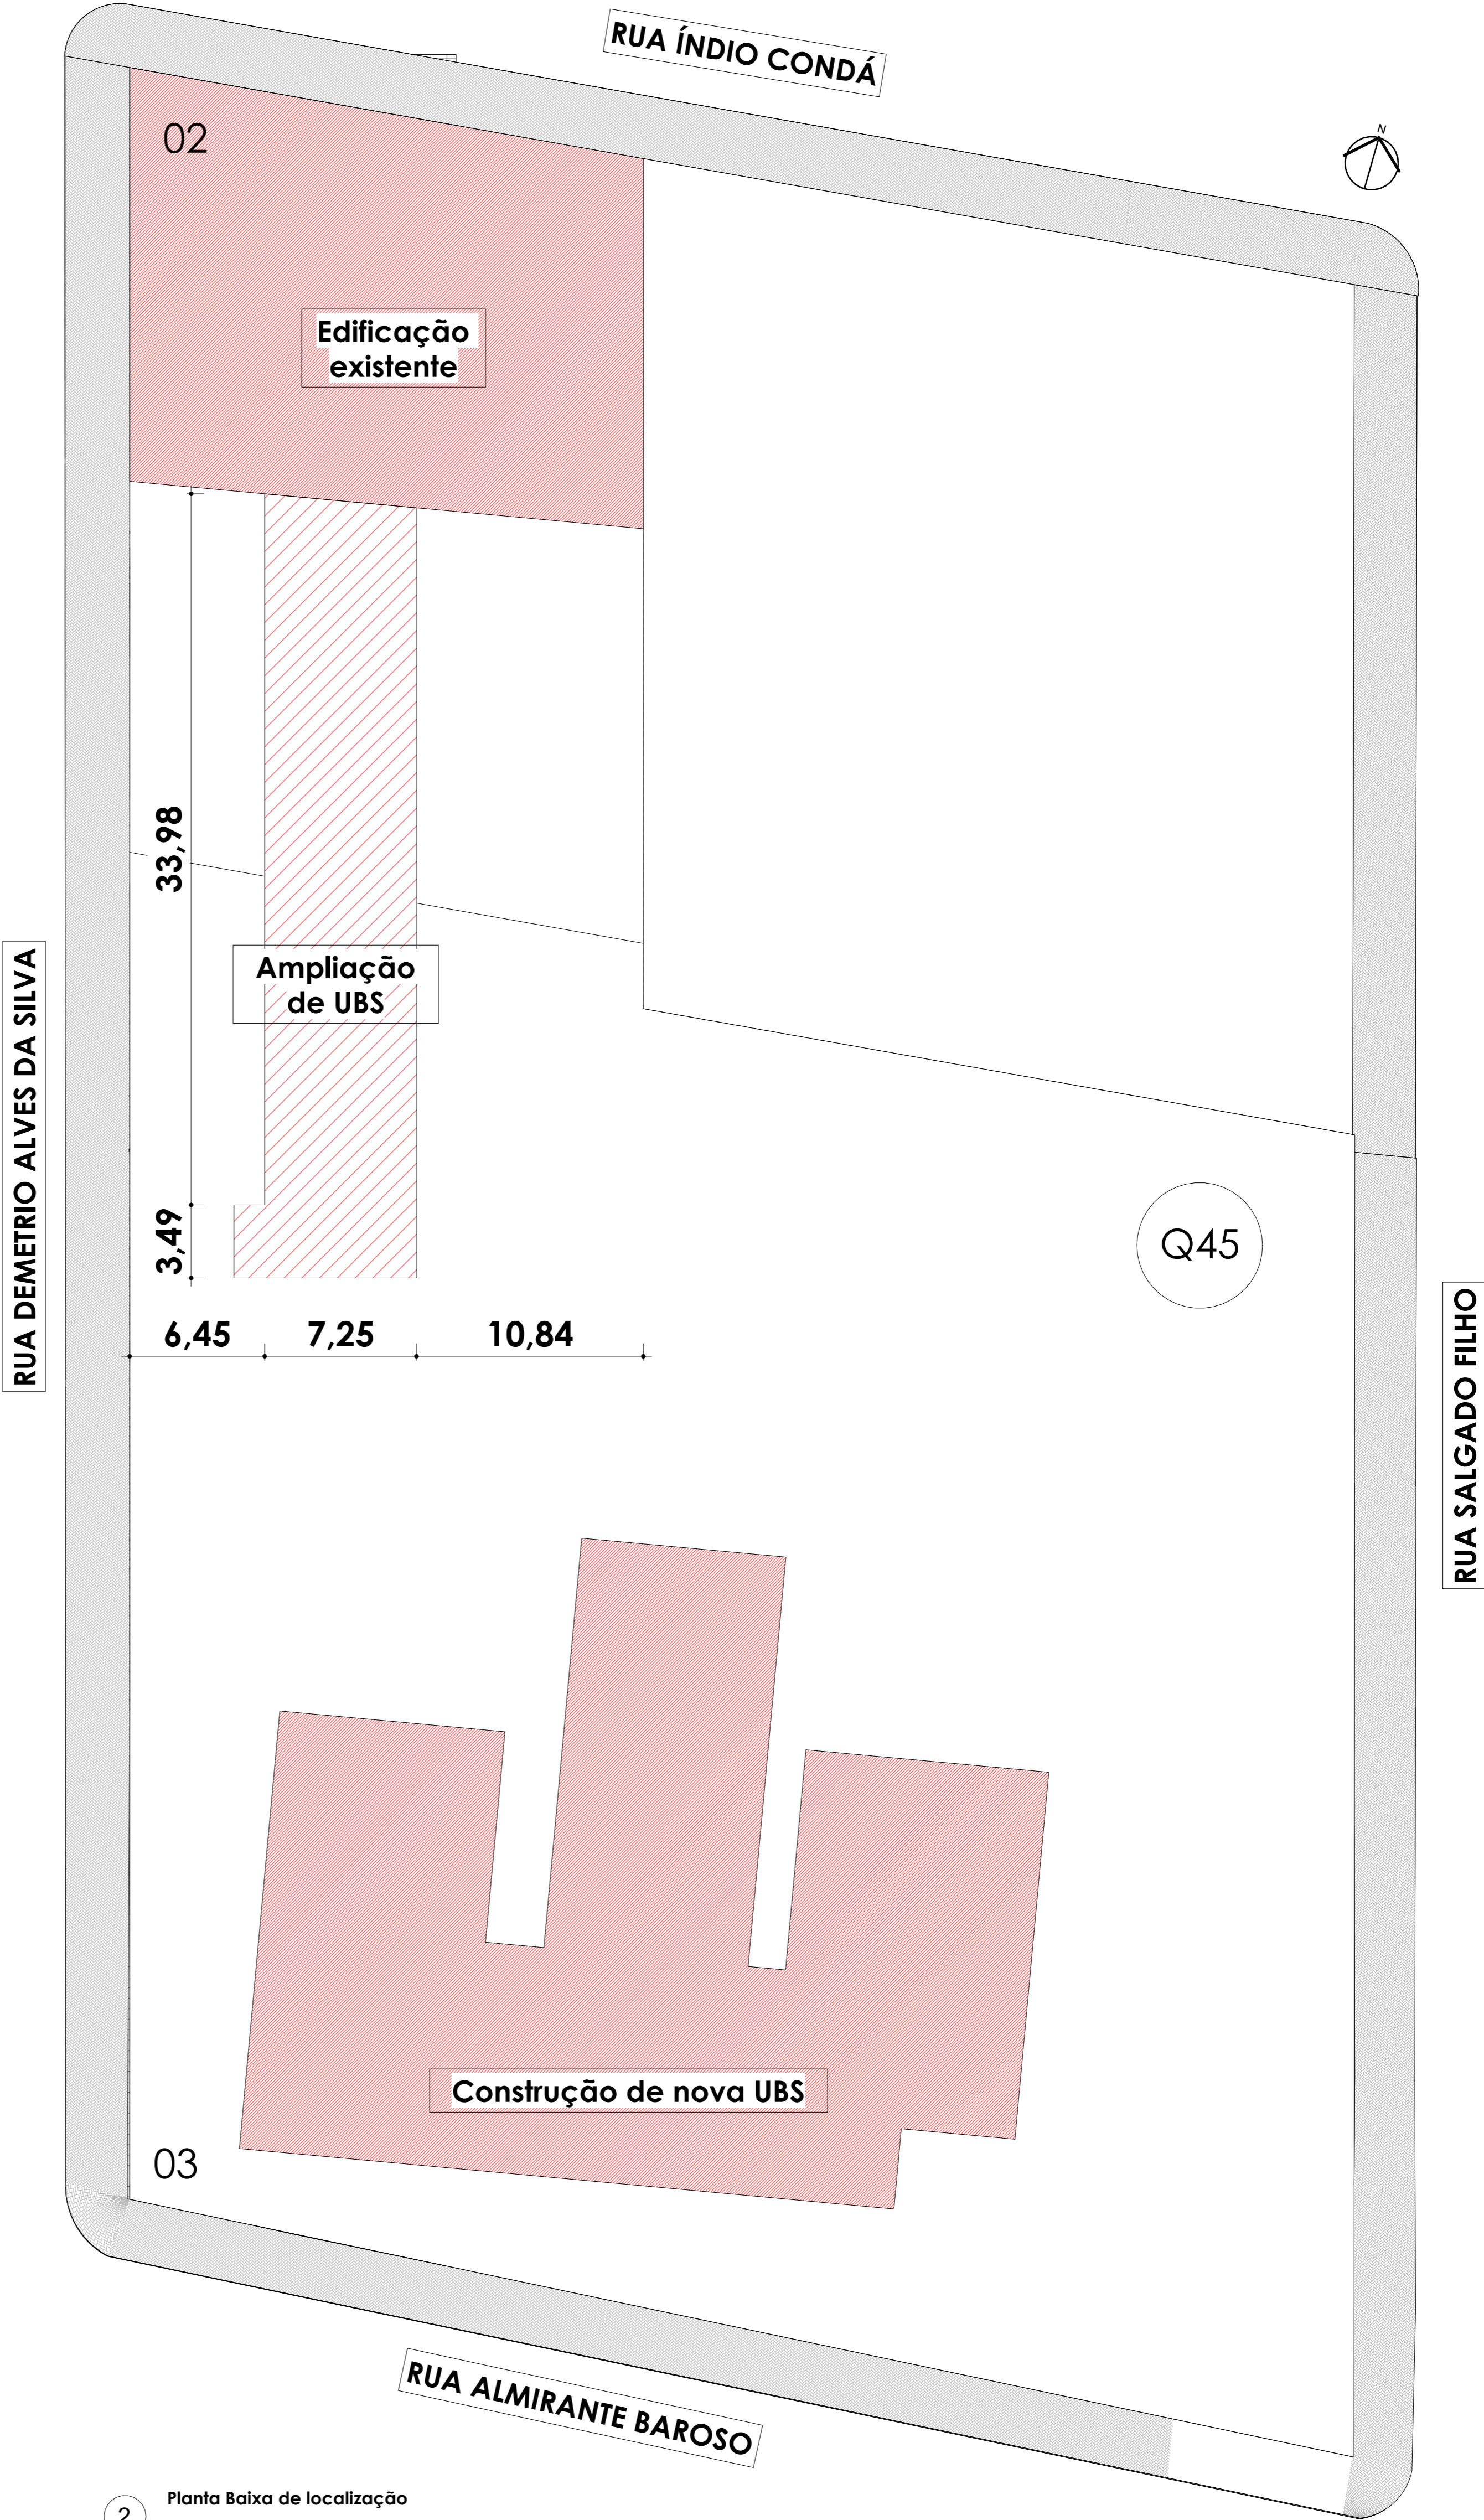 RUA ÍNDIO CONDÁ
N
02
Edificação
existente
33,98
Ampliação
de UBS
RUA DEMETRIO ALVES DA SILVA
3,49
Q45
6,45
7,25
10,84
RUA SALGADO FILHO
Construção de nova UBS
03
RUA ALMIRANTE BAROSO
Planta Baixa de localização
2